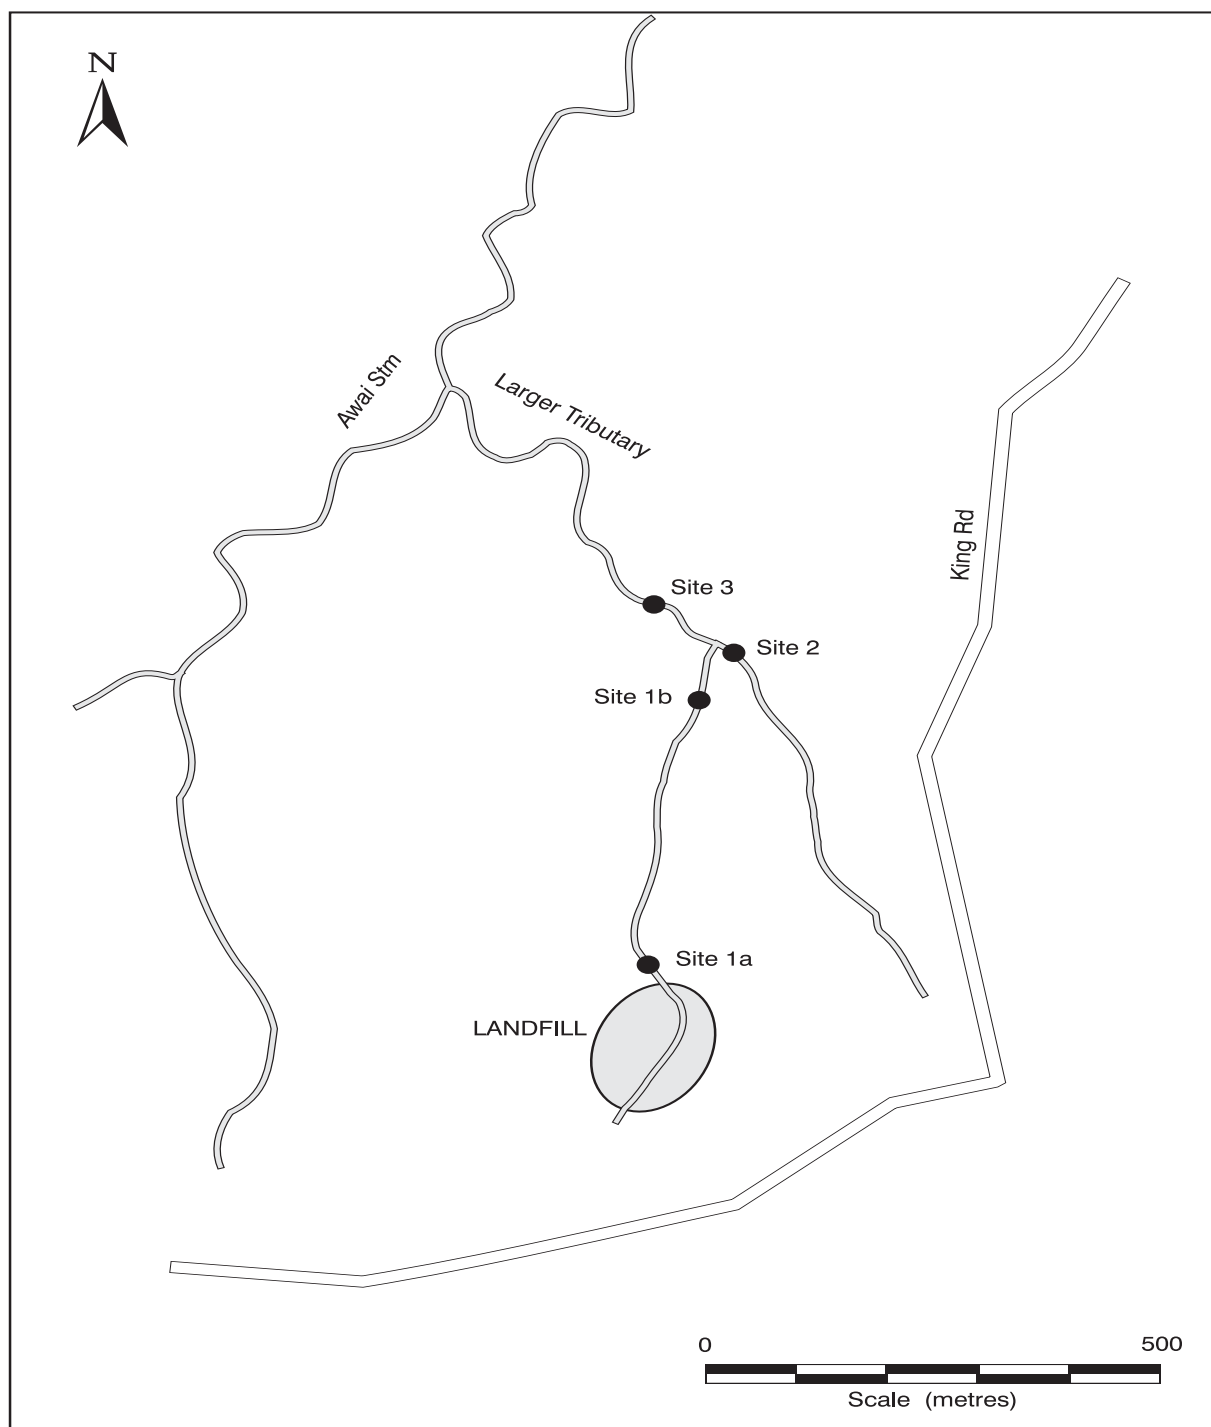 N
Awai Stm
Larger Tributary
King Rd
Site 3
Site 2
Site 1b
Site 1a
LANDFILL
0 500
Scale (metres)